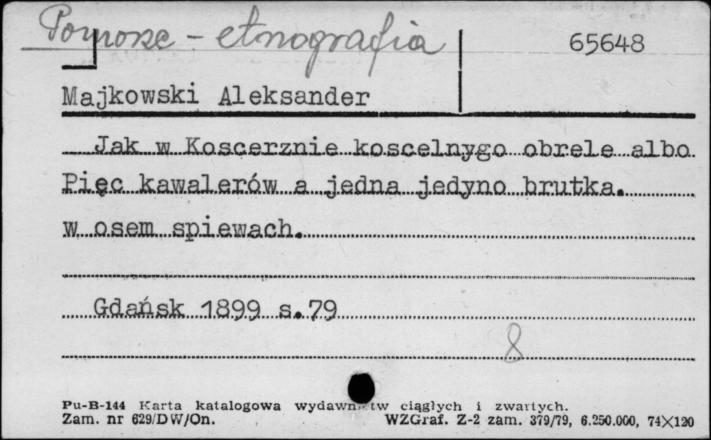 Pomorze - etnografia
65648
Majkowski Aleksander
Jak w Koscerznie koscelnygo obrele albo
Pięc kawalerów a jedna jedyno brutka.
w osem spiewach.
Gdańsk 1899 s.79
8
Pu-B-144 Karta katalogowa wydawnictw ciągłych i zwartych.
Zam. nr 629/DW/On. WZGraf. Z-2 zam. 379/79, 6.250.000, 74×120